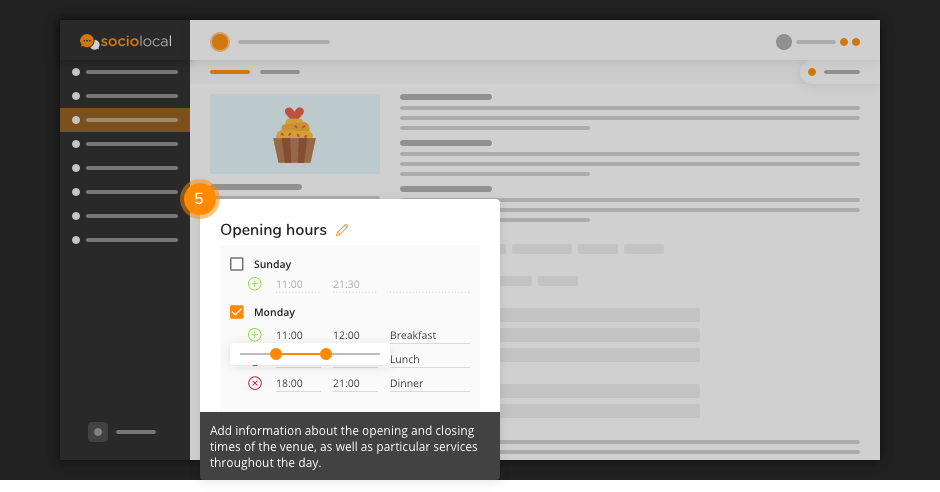 sociolocal
5
Opening hours
Sunday
11:00 21:30
Monday
11:00 12:00 Breakfast
Lunch
18:00 21:00 Dinner
Add information about the opening and closing
times of the venue, as well as particular services
throughout the day.